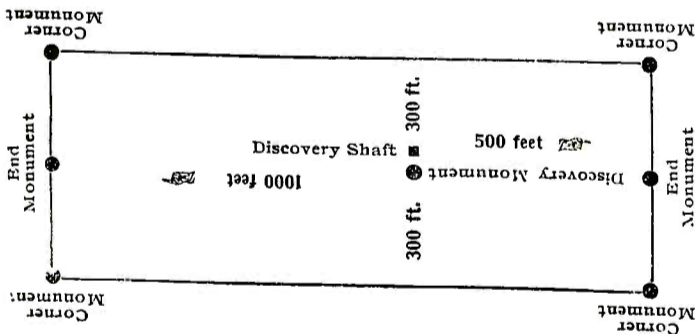 Corner
Monument
Corner
Monument
End
Monument
300 ft.
Discovery Shaft
500 feet
1000 feet
Discovery Monument
End
Monument
300 ft.
Corner
Monument
Corner
Monument